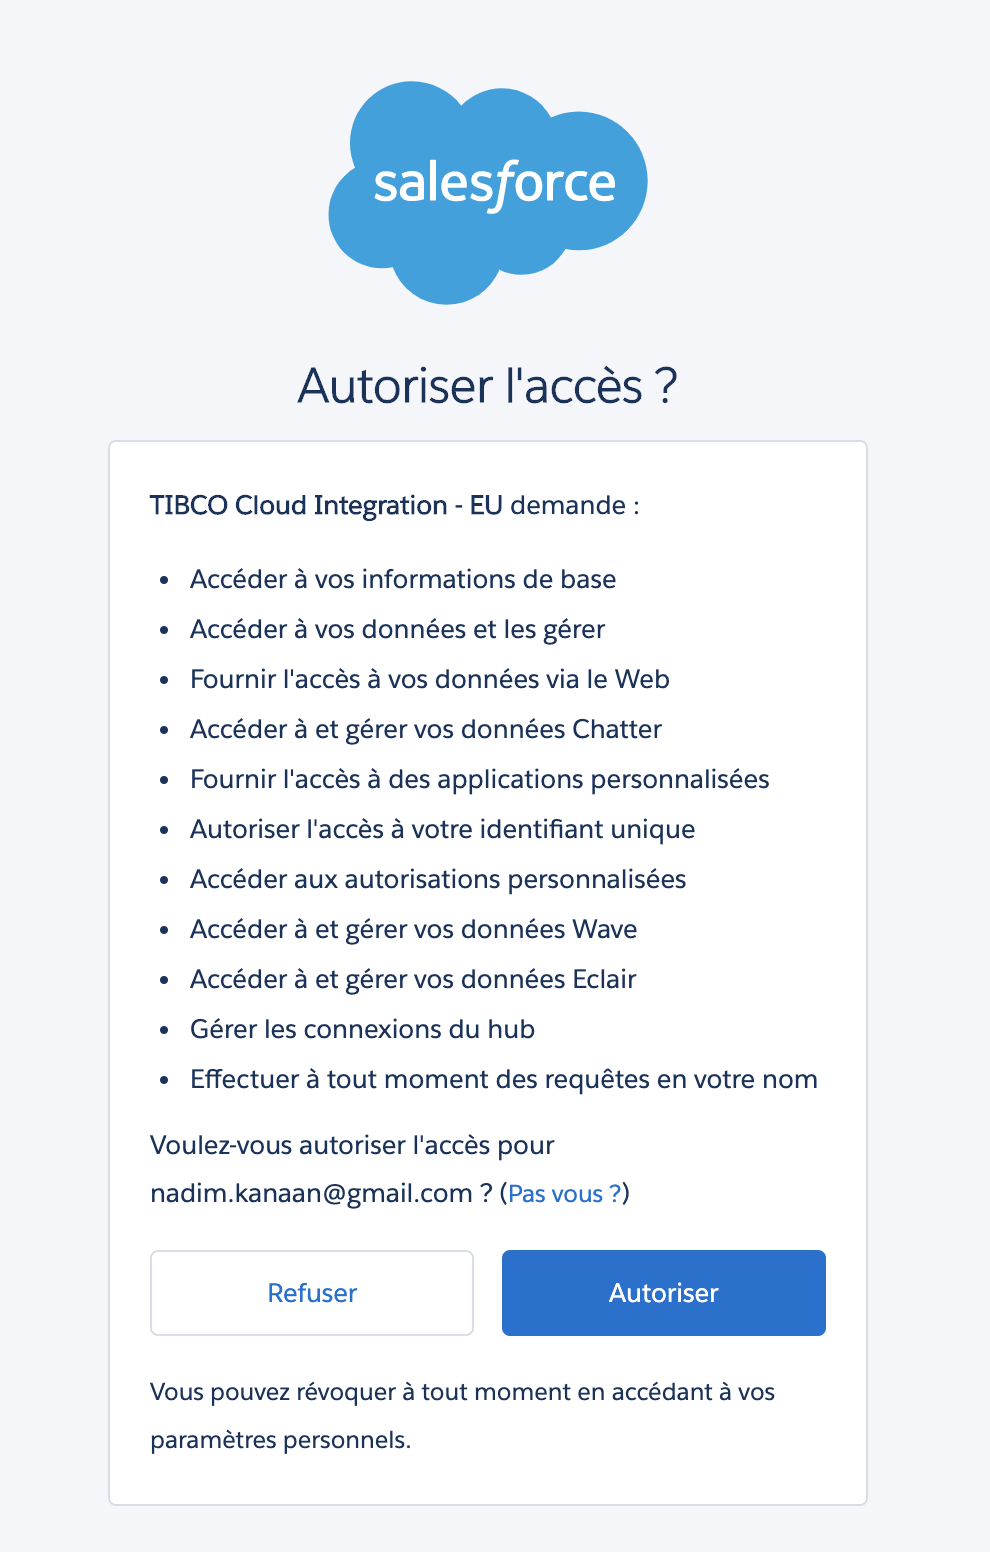 salesforce
Autoriser l'accès ?
TIBCO Cloud Integration - EU demande :
• Accéder à vos informations de base
• Accéder à vos données et les gérer
• Fournir l'accès à vos données via le Web
• Accéder à et gérer vos données Chatter
• Fournir l'accès à des applications personnalisées
• Autoriser l'accès à votre identifiant unique
• Accéder aux autorisations personnalisées
• Accéder à et gérer vos données Wave
• Accéder à et gérer vos données Eclair
• Gérer les connexions du hub
• Effectuer à tout moment des requêtes en votre nom
Voulez-vous autoriser l'accès pour
nadim.kanaan@gmail.com ? (Pas vous ?)
Refuser
Autoriser
Vous pouvez révoquer à tout moment en accédant à vos
paramètres personnels.